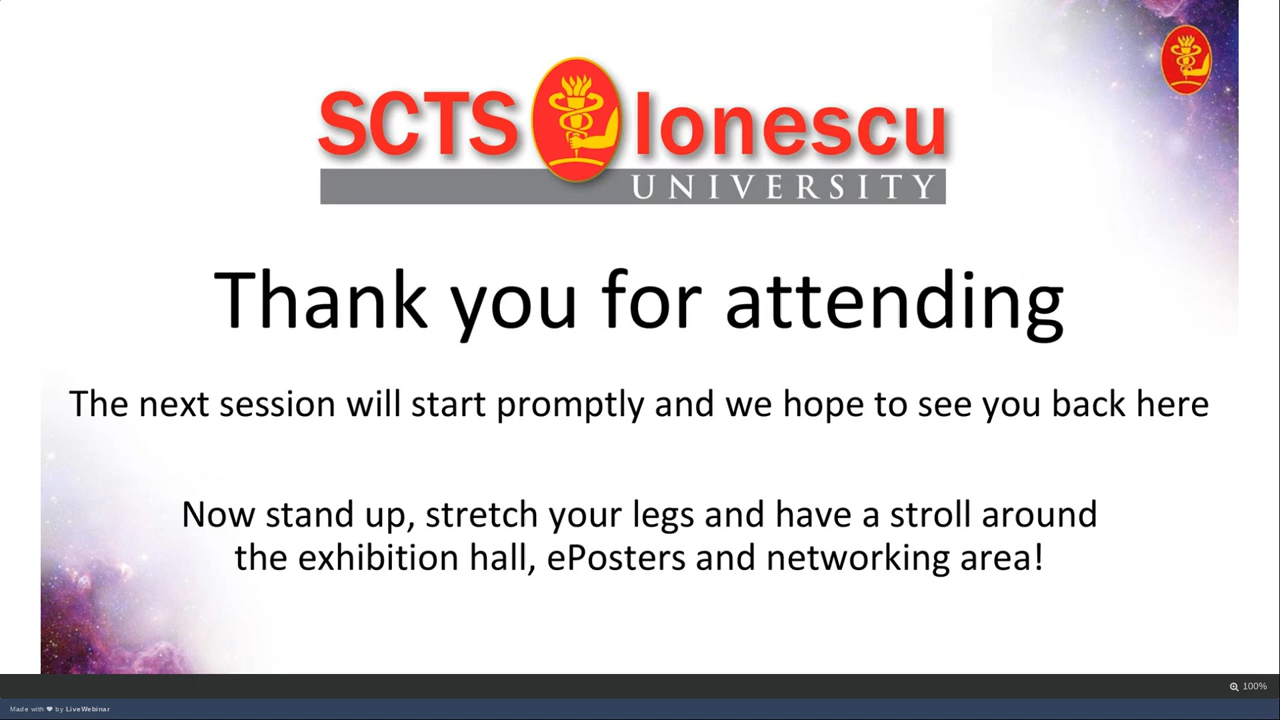 SCTS Ionescu
UNIVERSITY
Thank you for attending
The next session will start promptly and we hope to see you back here
Now stand up, stretch your legs and have a stroll around
the exhibition hall, ePosters and networking area!
100%
Made with ❤ by LiveWebinar